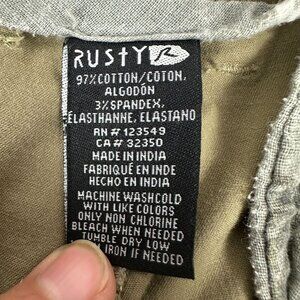 RUSTY
97% COTTON/COTON,
ALGODÓN
3% SPANDEX,
ÉLASTHANNE, ELASTANO
RN # 123549
CA # 32350
MADE IN INDIA
FABRIQUÉ EN INDE
HECHO EN INDIA
MACHINE WASH COLD
WITH LIKE COLORS
ONLY NON CHLORINE
BLEACH WHEN NEEDED
TUMBLE DRY LOW
IRON IF NEEDED